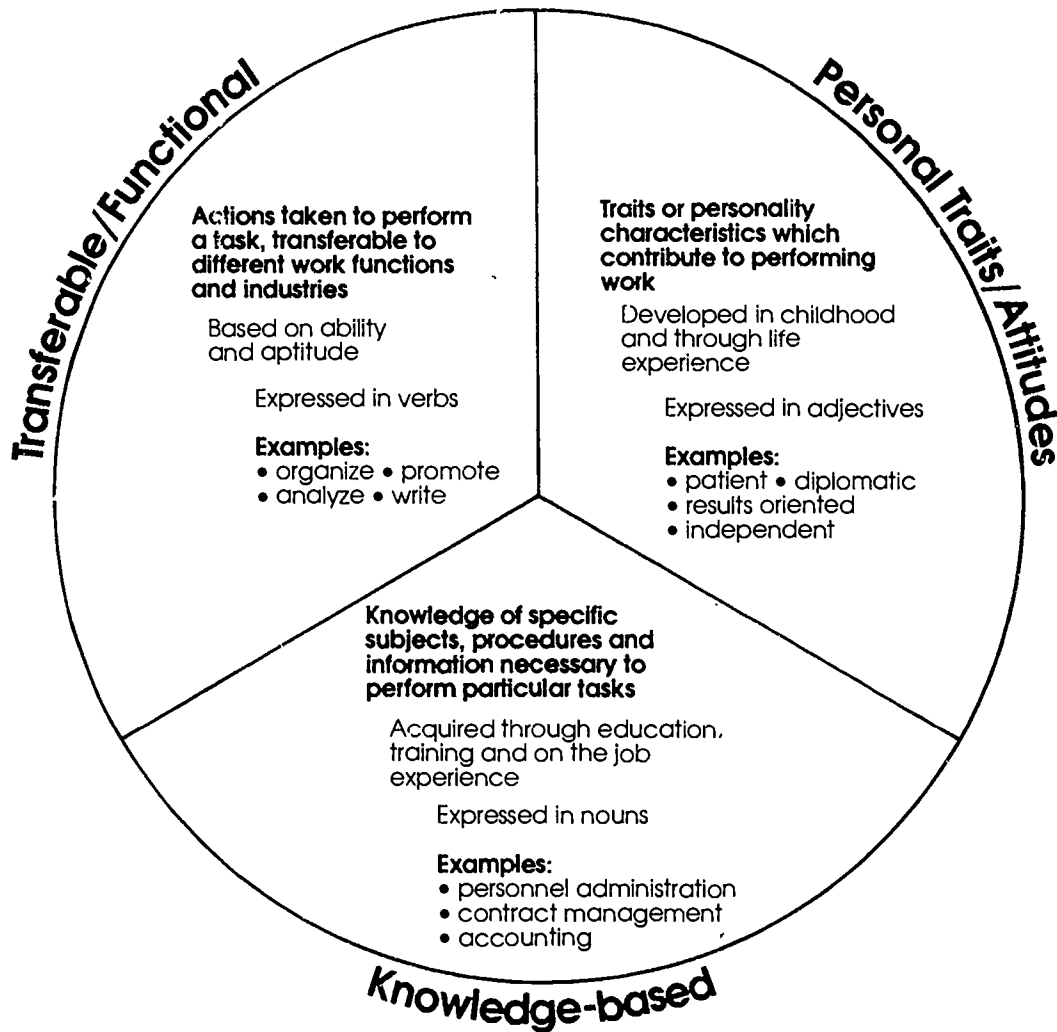 Transferable/Functional
Actions taken to perform
a task, transferable to
different work functions
and industries
Based on ability
and aptitude
Expressed in verbs
Examples:
• organize • promote
• analyze • write
Personal Traits/Attitudes
Traits or personality
characteristics which
contribute to performing
work
Developed in childhood
and through life
experience
Expressed in adjectives
Examples:
• patient • diplomatic
• results oriented
• independent
Knowledge of specific
subjects, procedures and
information necessary to
perform particular tasks
Acquired through education,
training and on the job
experience
Expressed in nouns
Examples:
• personnel administration
• contract management
• accounting
Knowledge-based